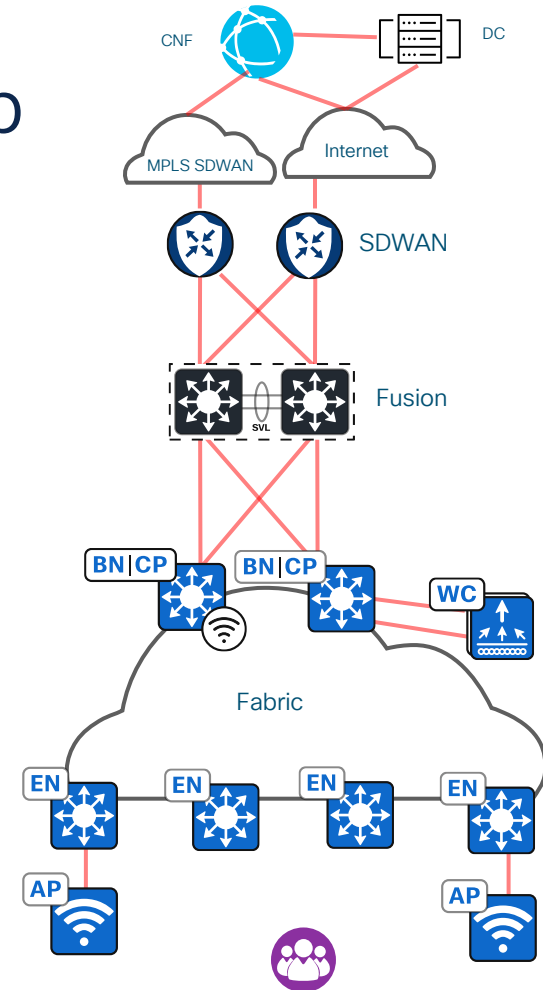 CNF
DC
MPLS SDWAN
Internet
SDWAN
Fusion
SVL
BN|CP
BN|CP
WC
Fabric
EN
EN
EN
EN
AP
AP